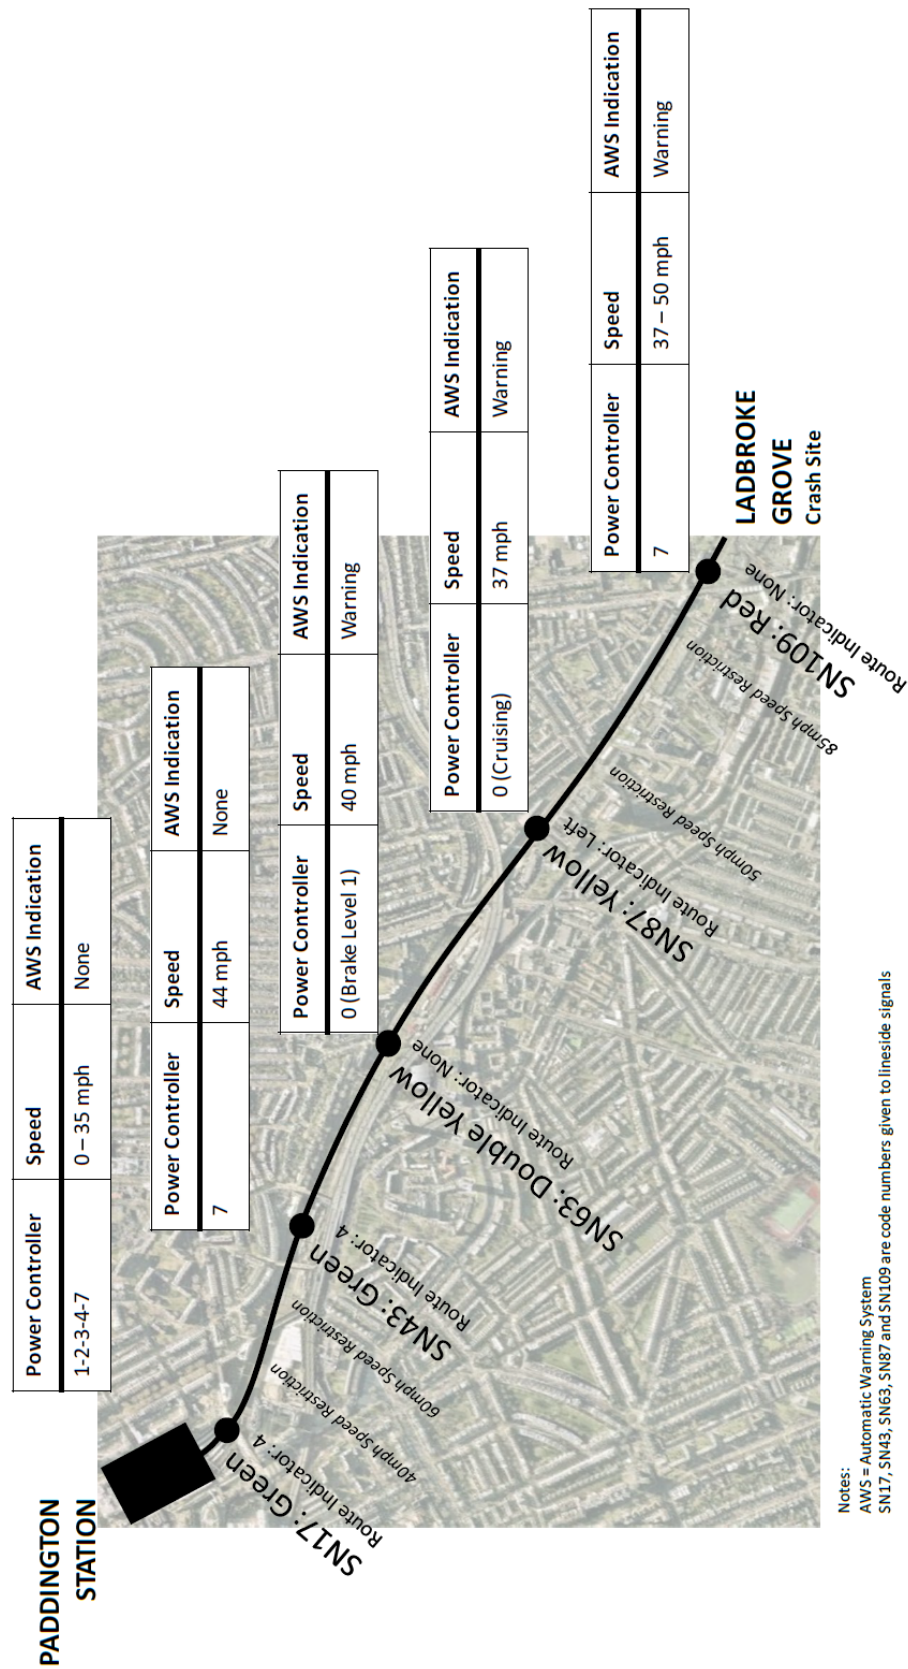 PADDINGTON
STATION
Power Controller Speed AWS Indication
1-2-3-4-7 0 – 35 mph None
Power Controller Speed AWS Indication
7 44 mph None
Power Controller Speed AWS Indication
0 (Brake Level 1) 40 mph Warning
Power Controller Speed AWS Indication
0 (Cruising) 37 mph Warning
Power Controller Speed AWS Indication
7 37 – 50 mph Warning
SN17: Green
Route Indicator: 4
40mph Speed Restriction
60mph Speed Restriction
SN43: Green
Route Indicator: 4
SN63: Double Yellow
Route Indicator: None
SN87: Yellow
Route Indicator: Left
50mph Speed Restriction
85mph Speed Restriction
SN109: Red
Route Indicator: None
LADBROKE
GROVE
Crash Site
Notes:
AWS = Automatic Warning System
SN17, SN43, SN63, SN87 and SN109 are code numbers given to lineside signals